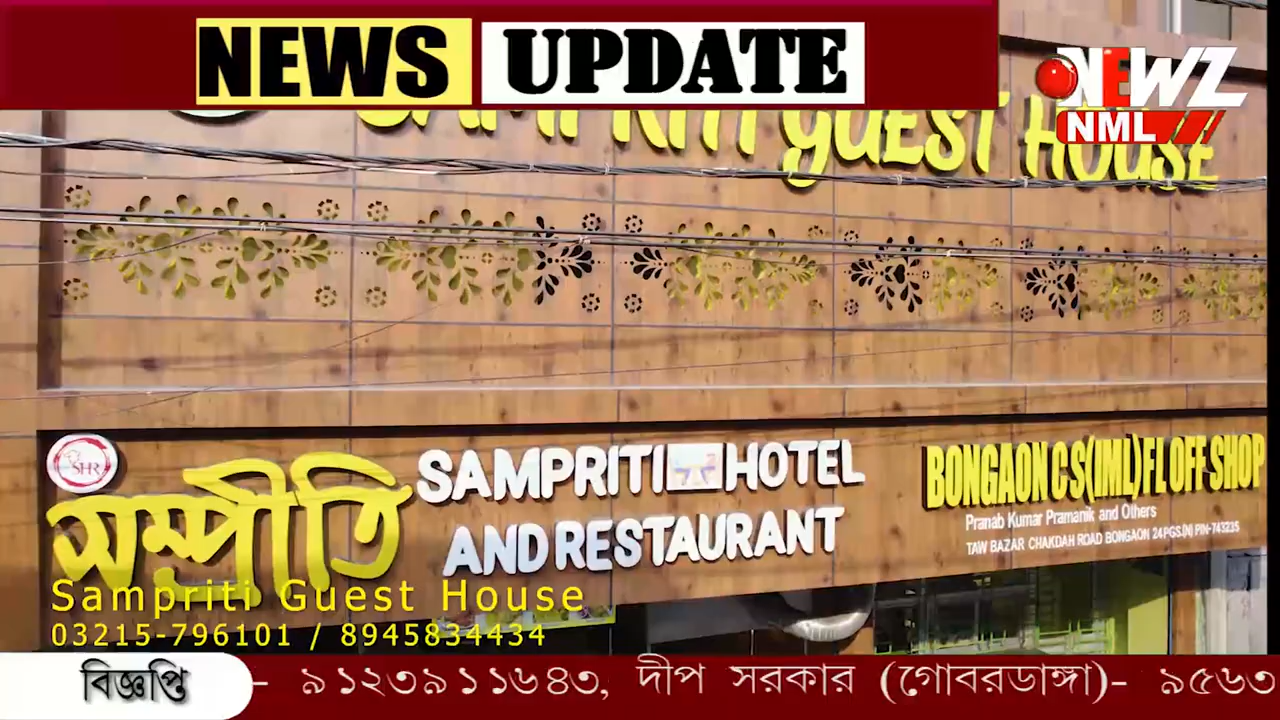 NEWS UPDATE
NEWZ
NML
SAMPRITI GUEST HOUSE
SHR
সম্প্রীতি
SAMPRITI HOTEL
AND RESTAURANT
BONGAON C S (IML) F L OFF SHOP
Pranab Kumar Pramanik and Others
TAW BAZAR CHAKDAH ROAD BONGAON 24PGS.(N) PIN-743235
Sampriti Guest House
03215-796101 / 8945834434
বিজ্ঞপ্তি - ৯১২৩৯১১৬৪৩, দীপ সরকার (গোবরডাঙ্গা)- ৯৫৬৩